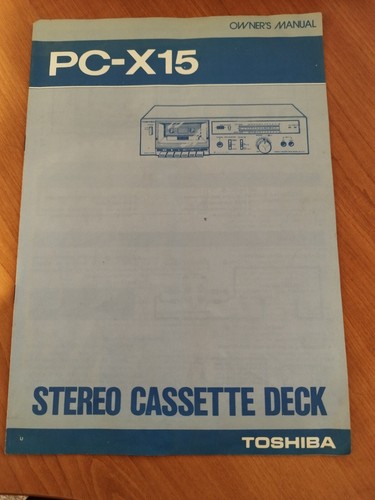 OWNER'S MANUAL
PC-X15
STEREO CASSETTE DECK
TOSHIBA